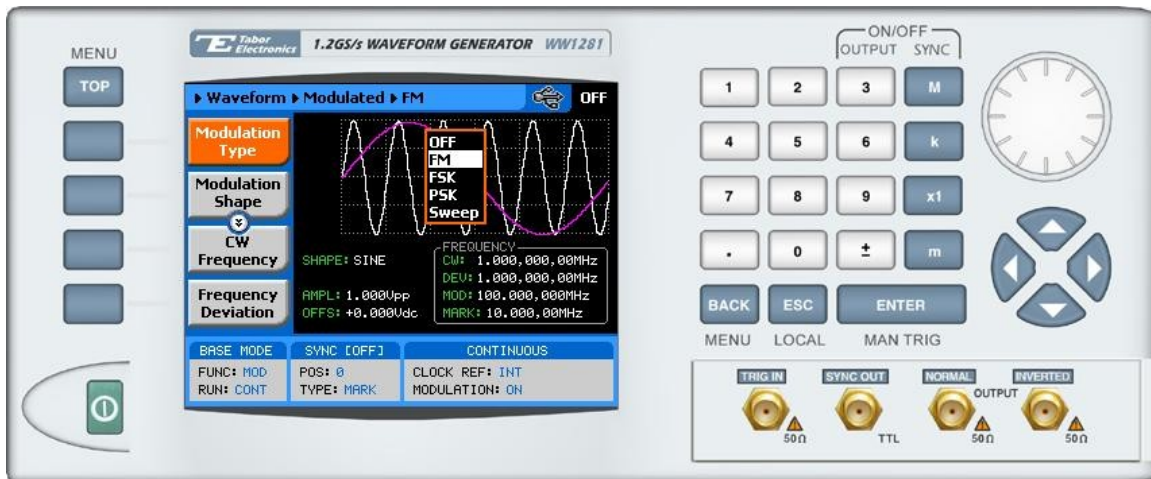 MENU
TOP
Tabor
Electronics
1.2GS/s WAVEFORM GENERATOR WW1281
Waveform Modulated FM OFF
Modulation
Type
Modulation
Shape
CW
Frequency
Frequency
Deviation
OFF
FM
FSK
PSK
Sweep
SHAPE: SINE
AMPL: 1.000Vpp
OFFS: +0.000Vdc
FREQUENCY
CW: 1.000,000,00MHz
DEV: 1.000,000,00MHz
MOD: 100.000,000MHz
MARK: 10.000,00MHz
BASE MODE
FUNC: MOD
RUN: CONT
SYNC [OFF]
POS: 0
TYPE: MARK
CONTINUOUS
CLOCK REF: INT
MODULATION: ON
ON/OFF
OUTPUT SYNC
1 2 3 M
4 5 6 k
7 8 9 x1
. 0 ± m
BACK ESC ENTER
MENU LOCAL MAN TRIG
TRIG IN SYNC OUT NORMAL INVERTED
OUTPUT
50Ω TTL 50Ω 50Ω